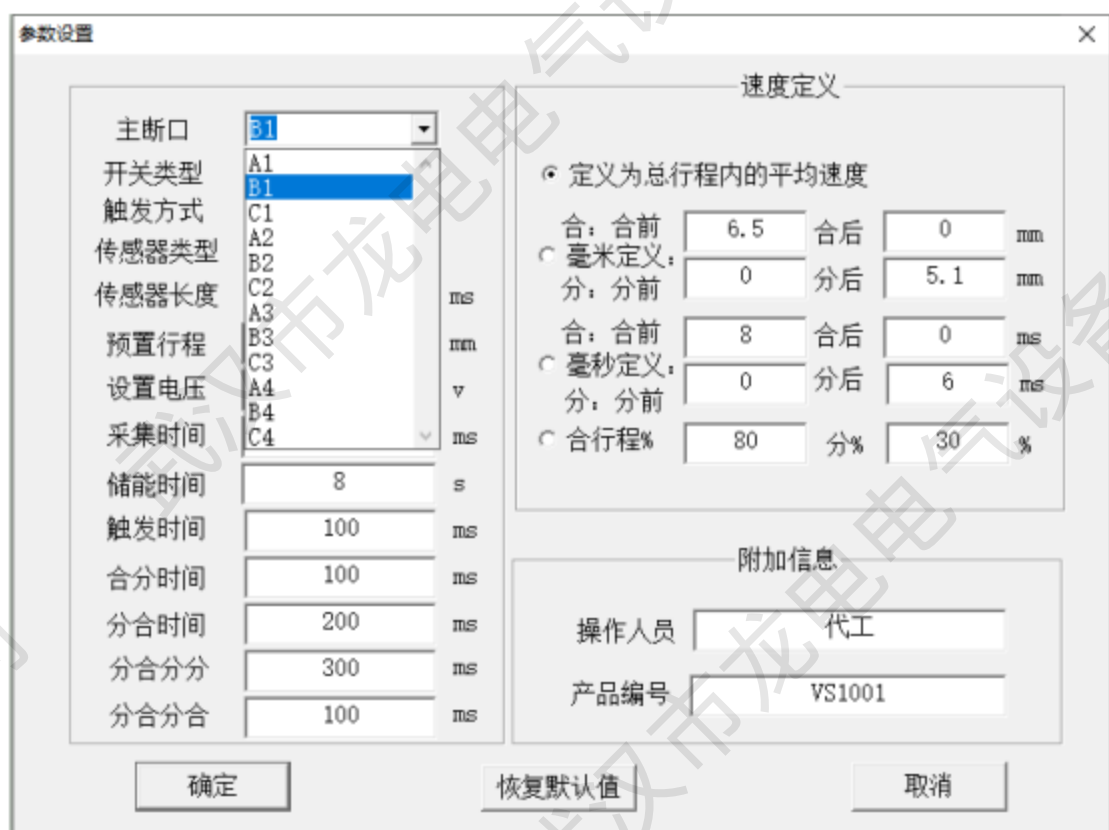 参数设置
主断口 B1
A1
B1
C1
A2
B2
C2
A3
B3
C3
A4
B4
C4
开关类型
触发方式
传感器类型
传感器长度 ms
预置行程 mm
设置电压 v
采集时间 ms
储能时间 8 s
触发时间 100 ms
合分时间 100 ms
分合时间 200 ms
分合分分 300 ms
分合分合 100 ms
速度定义
定义为总行程内的平均速度
合：合前 6.5 合后 0 mm
毫米定义：
分：分前 0 分后 5.1 mm
合：合前 8 合后 0 ms
毫秒定义：
分：分前 0 分后 6 ms
合行程% 80 分% 30 %
附加信息
操作人员 代工
产品编号 VS1001
确定 恢复默认值 取消
武汉市龙电电气设备